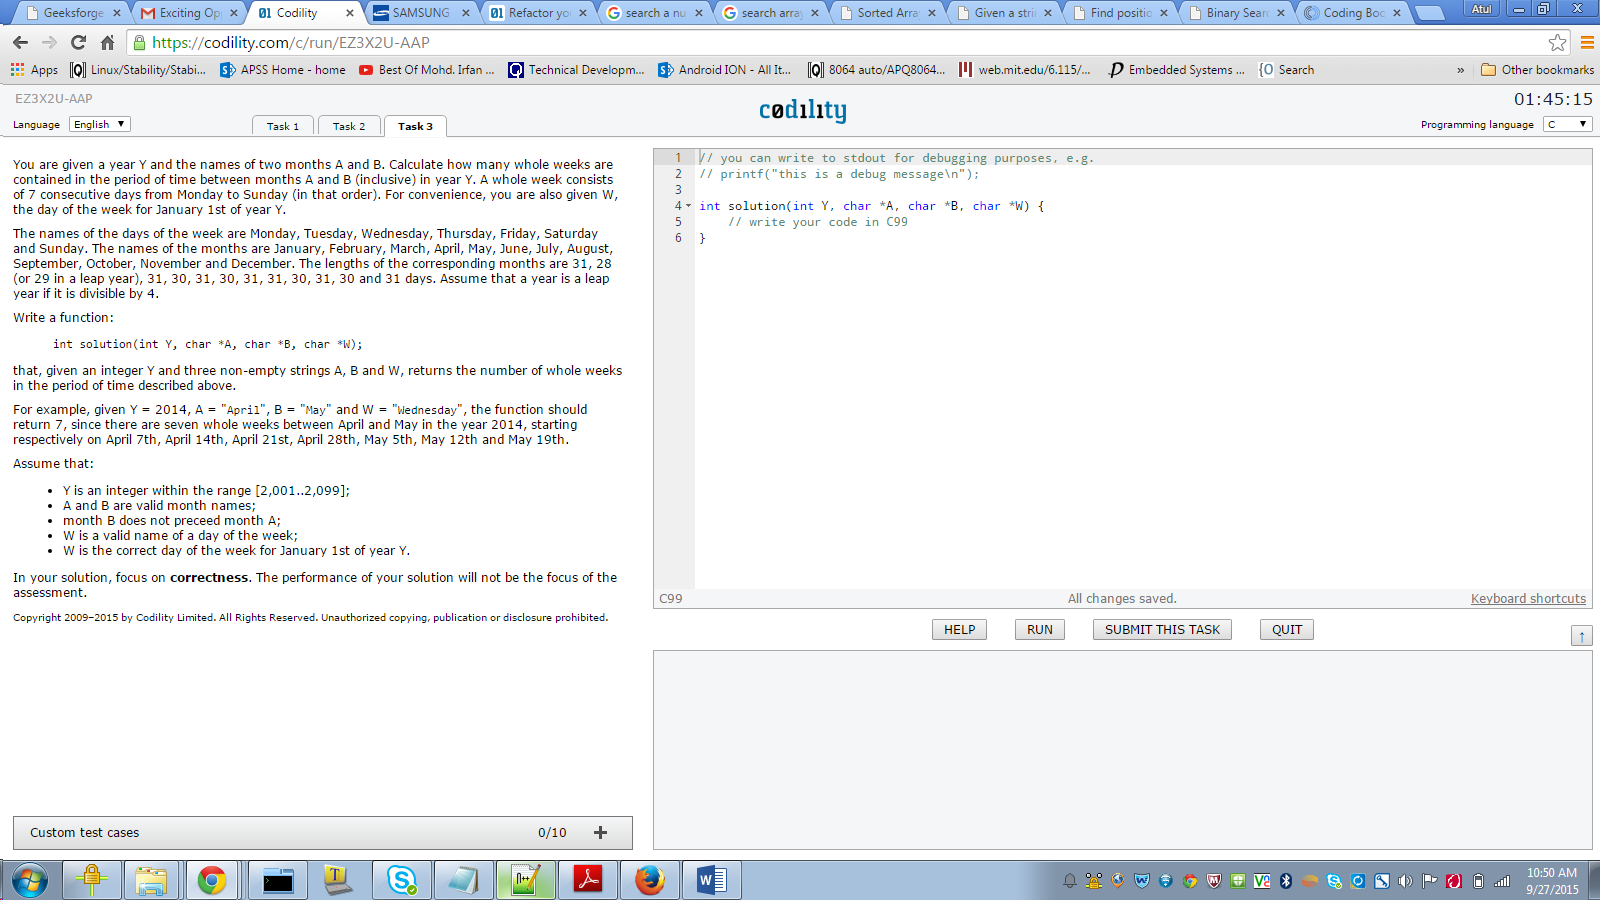 Geeksforge
Exciting Op
Codility
SAMSUNG
Refactor yo
search a nu
search array
Sorted Arra
Given a stri
Find positio
Binary Sear
Coding Boc
Atul
https://codility.com/c/run/EZ3X2U-AAP
Apps
Linux/Stability/Stabi...
APSS Home - home
Best Of Mohd. Irfan ...
Technical Developm...
Android ION - All It...
8064 auto/APQ8064...
web.mit.edu/6.115/...
Embedded Systems ...
Search
»
Other bookmarks
EZ3X2U-AAP
codility
01:45:15
Language English
Task 1
Task 2
Task 3
Programming language C
You are given a year Y and the names of two months A and B. Calculate how many whole weeks are
contained in the period of time between months A and B (inclusive) in year Y. A whole week consists
of 7 consecutive days from Monday to Sunday (in that order). For convenience, you are also given W,
the day of the week for January 1st of year Y.
The names of the days of the week are Monday, Tuesday, Wednesday, Thursday, Friday, Saturday
and Sunday. The names of the months are January, February, March, April, May, June, July, August,
September, October, November and December. The lengths of the corresponding months are 31, 28
(or 29 in a leap year), 31, 30, 31, 30, 31, 31, 30, 31, 30 and 31 days. Assume that a year is a leap
year if it is divisible by 4.
Write a function:
int solution(int Y, char *A, char *B, char *W);
that, given an integer Y and three non-empty strings A, B and W, returns the number of whole weeks
in the period of time described above.
For example, given Y = 2014, A = "April", B = "May" and W = "Wednesday", the function should
return 7, since there are seven whole weeks between April and May in the year 2014, starting
respectively on April 7th, April 14th, April 21st, April 28th, May 5th, May 12th and May 19th.
Assume that:
• Y is an integer within the range [2,001..2,099];
• A and B are valid month names;
• month B does not preceed month A;
• W is a valid name of a day of the week;
• W is the correct day of the week for January 1st of year Y.
In your solution, focus on correctness. The performance of your solution will not be the focus of the
assessment.
Copyright 2009–2015 by Codility Limited. All Rights Reserved. Unauthorized copying, publication or disclosure prohibited.
Custom test cases 0/10 +
1 // you can write to stdout for debugging purposes, e.g.
2 // printf("this is a debug message\n");
3
4 int solution(int Y, char *A, char *B, char *W) {
5 // write your code in C99
6 }
C99
All changes saved.
Keyboard shortcuts
HELP
RUN
SUBMIT THIS TASK
QUIT
10:50 AM
9/27/2015